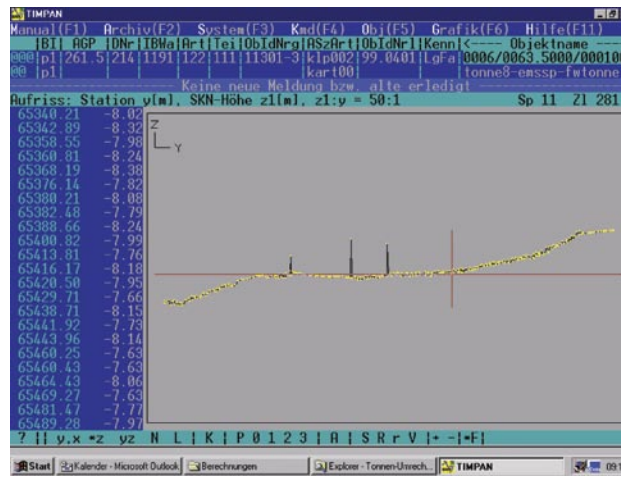 TIMPAN
Manual(F1) Archiv(F2) System(F3) Kmd(F4) Obj(F5) Grafik(F6) Hilfe(F11)
|BI| AGP |DNr|IBWa|Art|Tei|ObIdNrg|ASzArt|ObIdNrl|Kenn|<---- Objektname ----
@@@|p1|261.5|214|1191|122|111|11301-3|klp002|99.0401|LgFa|0006/0063.5000/00010
@@|p1| kart00 tonne8-emssp-fwtonne
Keine neue Meldung bzw. alte erledigt
Aufriss: Station y[m], SKN-Höhe z1[m], z1:y = 50:1 Sp 11 Zl 281
65340.21 -8.02
65342.89 -8.32
65358.55 -7.98
65360.81 -8.24
65368.19 -8.38
65376.14 -7.82
65380.21 -8.08
65382.48 -7.79
65388.66 -8.24
65400.82 -7.99
65413.81 -7.76
65416.17 -8.18
65420.50 -7.95
65429.71 -7.66
65438.71 -8.15
65441.92 -7.73
65443.96 -8.14
65460.25 -7.63
65460.43 -7.63
65464.43 -8.06
65469.27 -7.63
65481.47 -7.77
65489.28 -7.97
Z
Y
? || y,x *z yz N L | K | P 0 1 2 3 | A | S R r V |+ -|*F|
Start Kalender - Microsoft Outlook Berechnungen Explorer - Tonnen-Umrech... TIMPAN 09:1